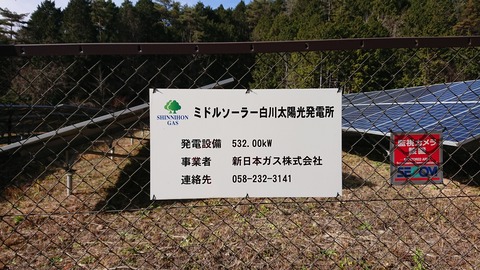 SHINNIHON
GAS
ミドルソーラー白川太陽光発電所
発電設備 532.00kW
事業者 新日本ガス株式会社
連絡先 058-232-3141
監視カメラ
SECOM